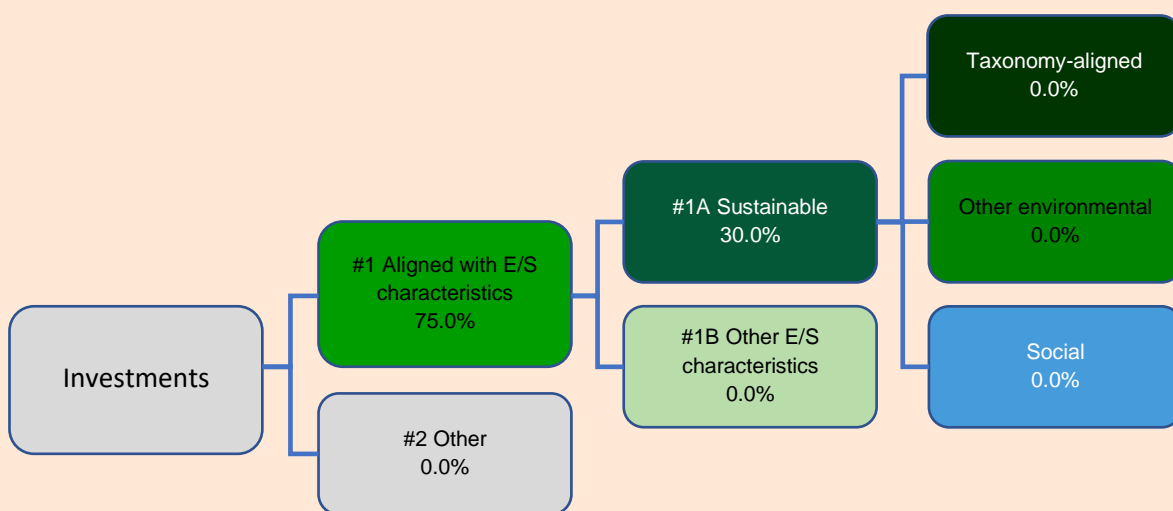 Investments
#1 Aligned with E/S
characteristics
75.0%
#2 Other
0.0%
#1A Sustainable
30.0%
#1B Other E/S
characteristics
0.0%
Taxonomy-aligned
0.0%
Other environmental
0.0%
Social
0.0%